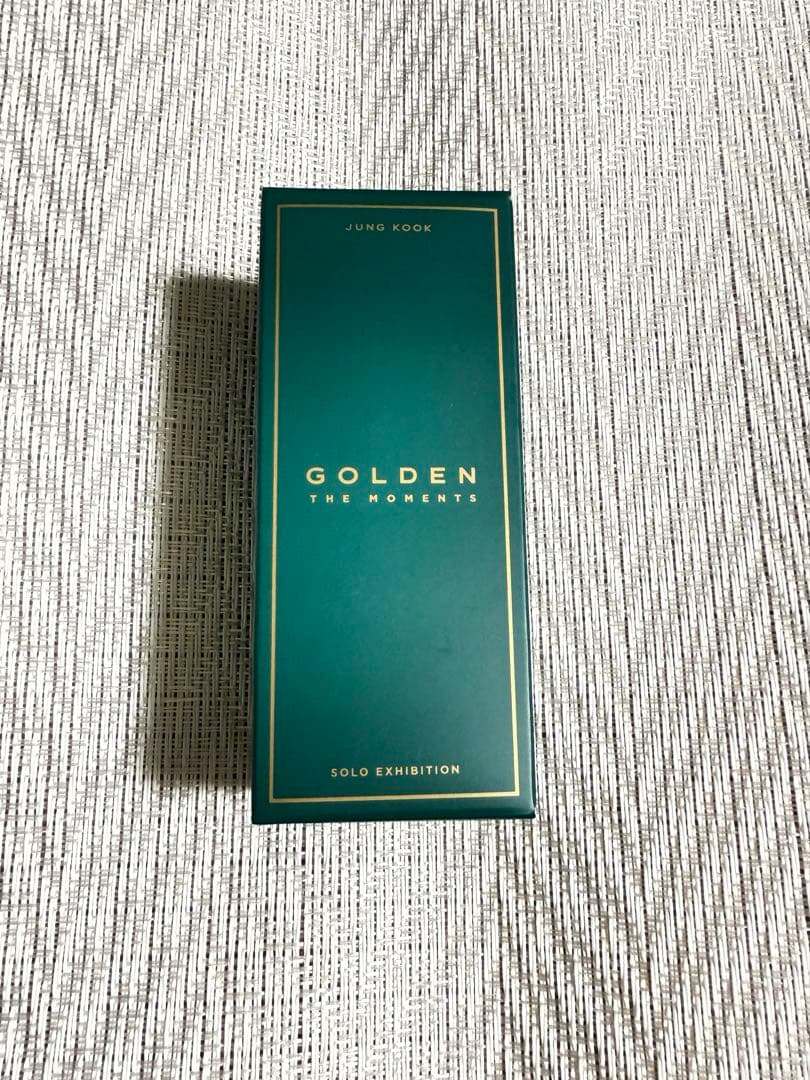 JUNG KOOK
GOLDEN
THE MOMENTS
SOLO EXHIBITION